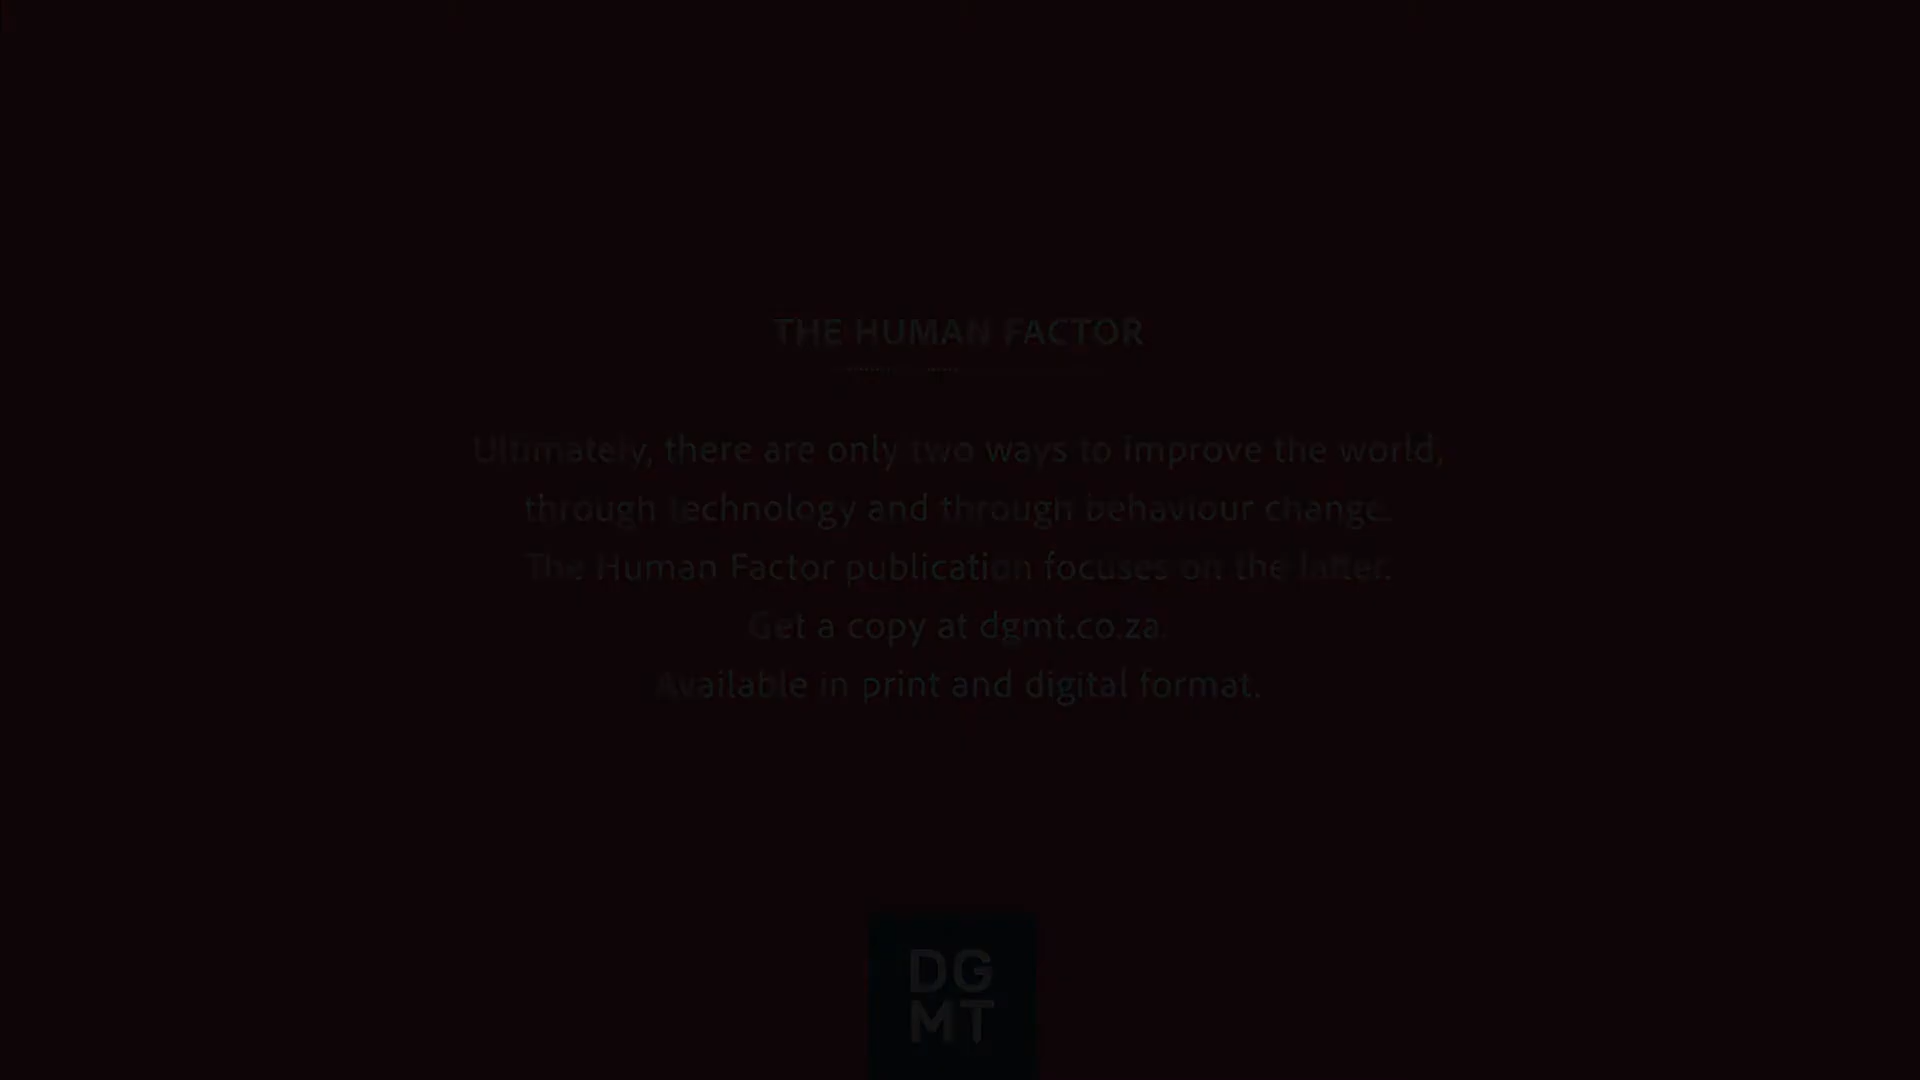 THE HUMAN FACTOR
Ultimately, there are only two ways to improve the world,
through technology and through behaviour change.
The Human Factor publication focuses on the latter.
Get a copy at dgmt.co.za.
Available in print and digital format.
DG
MT